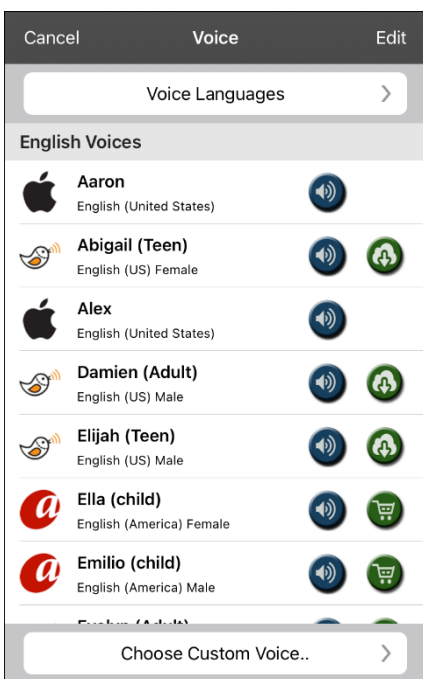 Cancel Voice Edit
Voice Languages
English Voices
Aaron
English (United States)
Abigail (Teen)
English (US) Female
Alex
English (United States)
Damien (Adult)
English (US) Male
Elijah (Teen)
English (US) Male
Ella (child)
English (America) Female
Emilio (child)
English (America) Male
Choose Custom Voice..